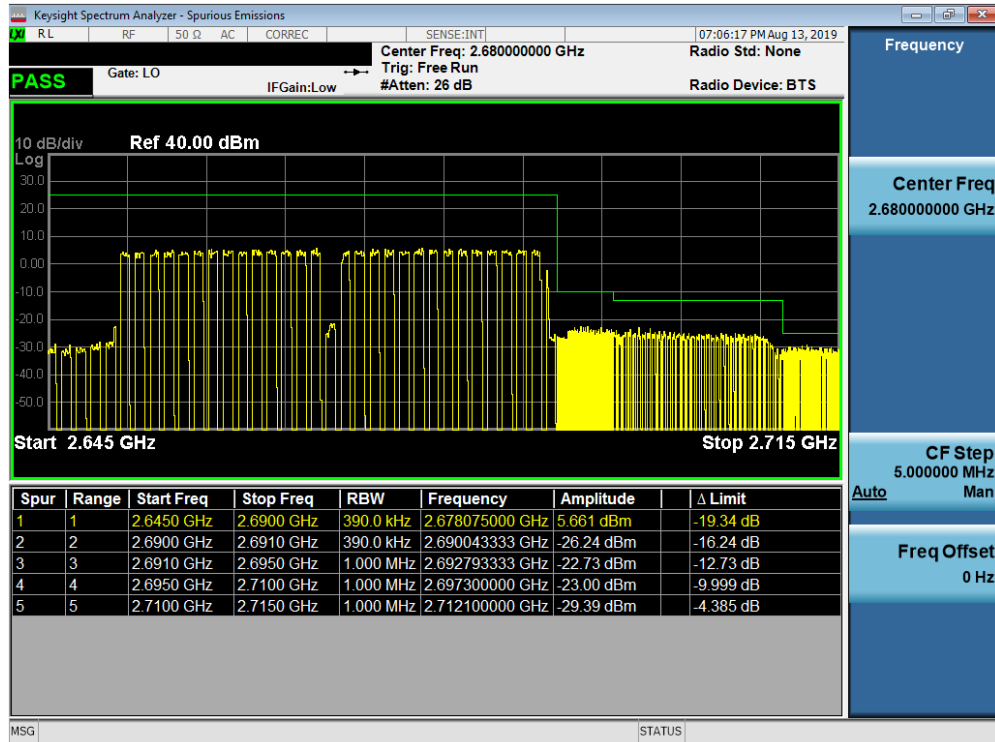 Keysight Spectrum Analyzer - Spurious Emissions
LXI RL RF 50 Ω AC CORREC SENSE:INT 07:06:17 PM Aug 13, 2019
Center Freq: 2.680000000 GHz Radio Std: None
PASS Gate: LO Trig: Free Run
IFGain:Low #Atten: 26 dB Radio Device: BTS
10 dB/div Ref 40.00 dBm
Log
30.0
20.0
10.0
0.00
-10.0
-20.0
-30.0
-40.0
-50.0
Start 2.645 GHz Stop 2.715 GHz
Spur Range Start Freq Stop Freq RBW Frequency Amplitude Δ Limit
1 1 2.6450 GHz 2.6900 GHz 390.0 kHz 2.678075000 GHz 5.661 dBm -19.34 dB
2 2 2.6900 GHz 2.6910 GHz 390.0 kHz 2.690043333 GHz -26.24 dBm -16.24 dB
3 3 2.6910 GHz 2.6950 GHz 1.000 MHz 2.692793333 GHz -22.73 dBm -12.73 dB
4 4 2.6950 GHz 2.7100 GHz 1.000 MHz 2.697300000 GHz -23.00 dBm -9.999 dB
5 5 2.7100 GHz 2.7150 GHz 1.000 MHz 2.712100000 GHz -29.39 dBm -4.385 dB
MSG STATUS
Frequency
Center Freq
2.680000000 GHz
CF Step
5.000000 MHz
Auto Man
Freq Offset
0 Hz